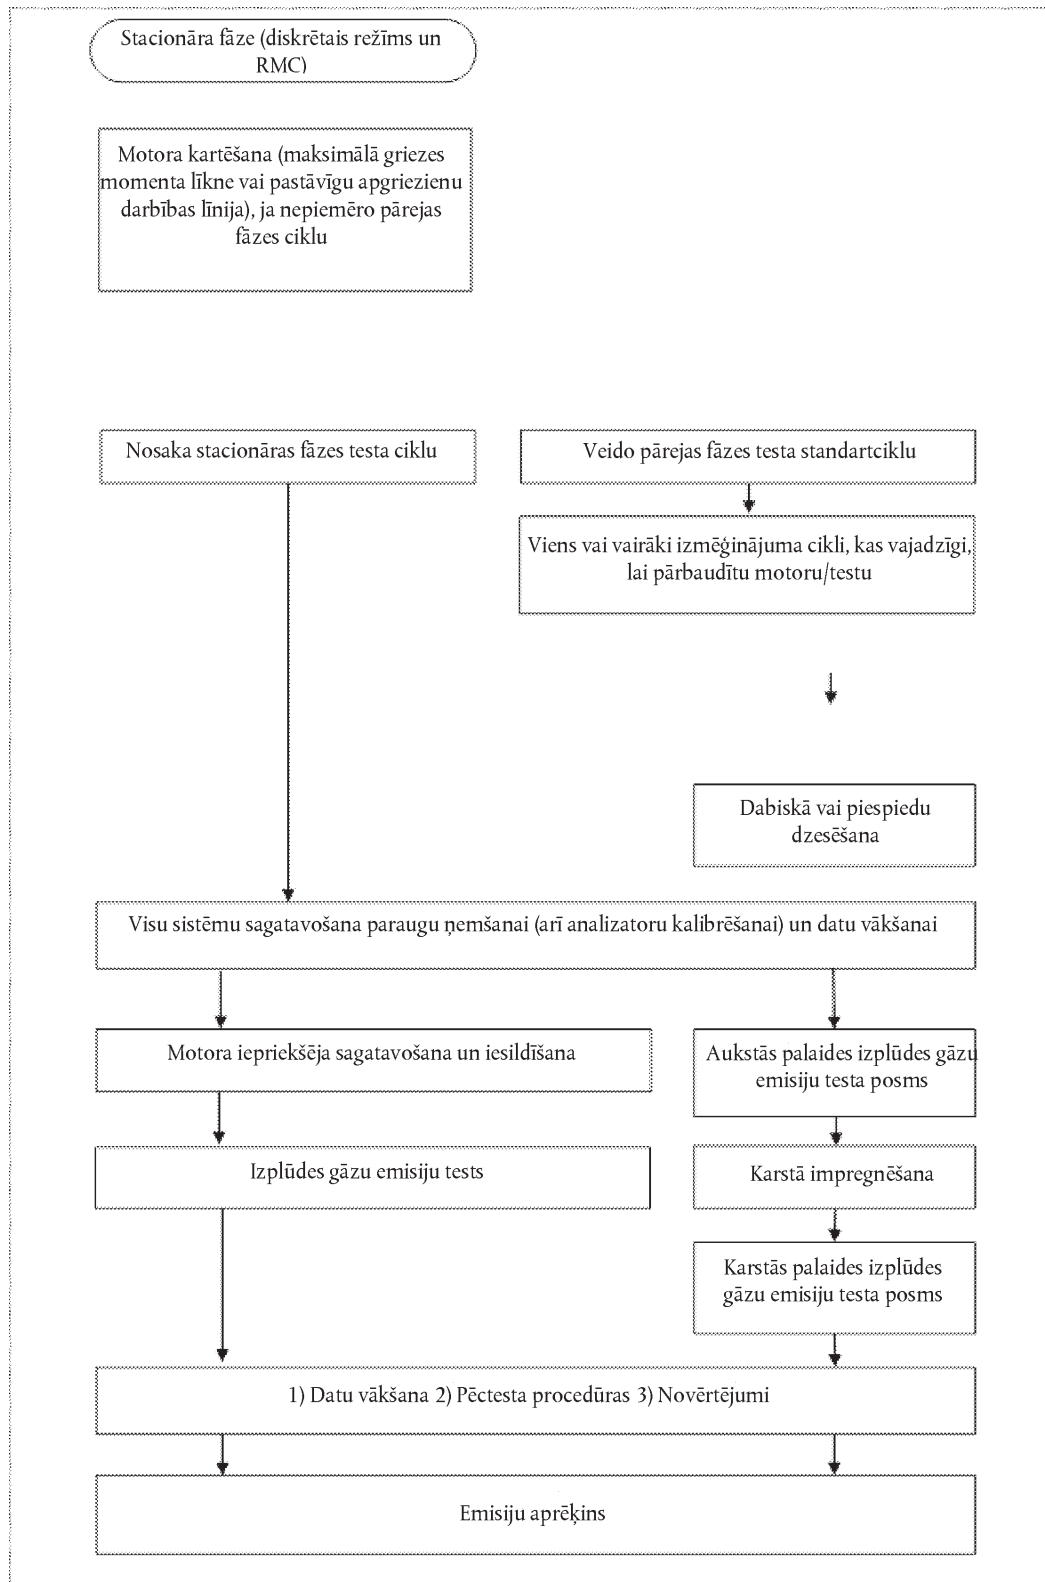 Stacionāra fāze (diskrētais režīms un
RMC)
Motora kartēšana (maksimālā griezes
momenta līkne vai pastāvīgu apgriezienu
darbības līnija), ja nepiemēro pārejas
fāzes ciklu
Nosaka stacionāras fāzes testa ciklu
Veido pārejas fāzes testa standartciklu
Viens vai vairāki izmēģinājuma cikli, kas vajadzīgi,
lai pārbaudītu motoru/testu
Dabiskā vai piespiedu
dzesēšana
Visu sistēmu sagatavošana paraugu ņemšanai (arī analizatoru kalibrēšanai) un datu vākšanai
Motora iepriekšēja sagatavošana un iesildīšana
Aukstās palaides izplūdes gāzu
emisiju testa posms
Izplūdes gāzu emisiju tests
Karstā impregnēšana
Karstās palaides izplūdes
gāzu emisiju testa posms
1) Datu vākšana 2) Pēctesta procedūras 3) Novērtējumi
Emisiju aprēķins